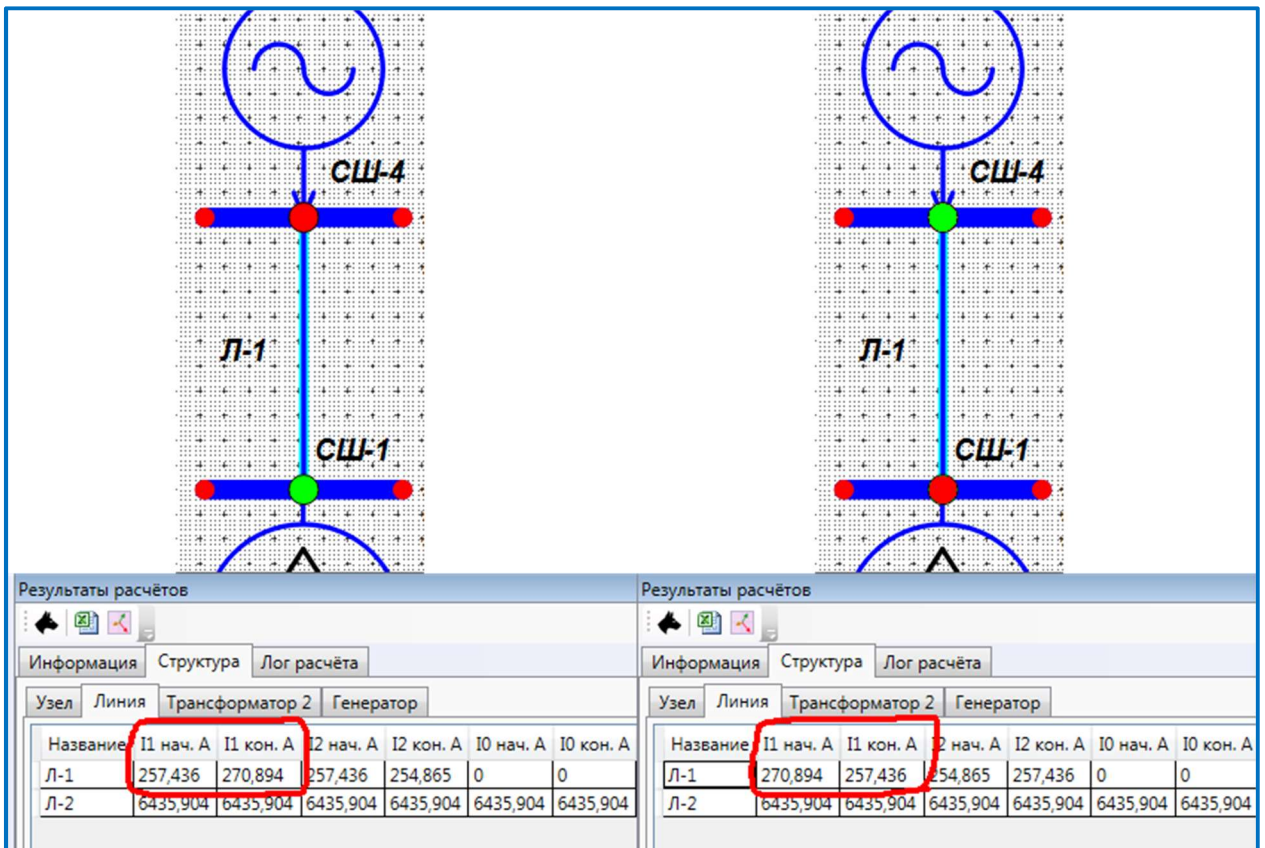 СШ-4
СШ-4
Л-1
Л-1
СШ-1
СШ-1
Результаты расчётов
Результаты расчётов
Информация Структура Лог расчёта
Информация Структура Лог расчёта
Узел Линия Трансформатор 2 Генератор
Узел Линия Трансформатор 2 Генератор
Название I1 нач. А I1 кон. А I2 нач. А I2 кон. А I0 нач. А I0 кон. А
Л-1 257,436 270,894 257,436 254,865 0 0
Л-2 6435,904 6435,904 6435,904 6435,904 6435,904 6435,904
Название I1 нач. А I1 кон. А I2 нач. А I2 кон. А I0 нач. А I0 кон. А
Л-1 270,894 257,436 254,865 257,436 0 0
Л-2 6435,904 6435,904 6435,904 6435,904 6435,904 6435,904